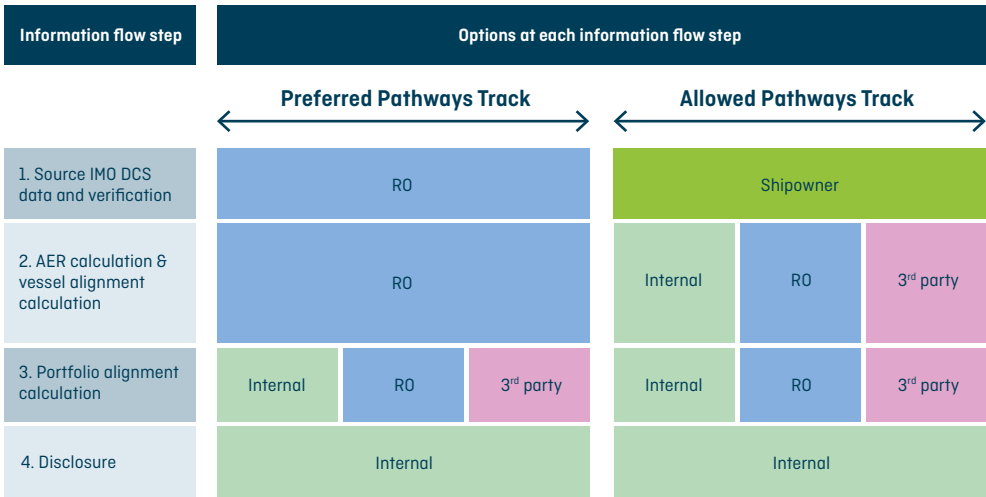 Information flow step
Options at each information flow step
Preferred Pathways Track
Allowed Pathways Track
1. Source IMO DCS
data and verification
RO
Shipowner
2. AER calculation &
vessel alignment
calculation
RO
Internal
RO
3rd party
3. Portfolio alignment
calculation
Internal
RO
3rd party
Internal
RO
3rd party
4. Disclosure
Internal
Internal